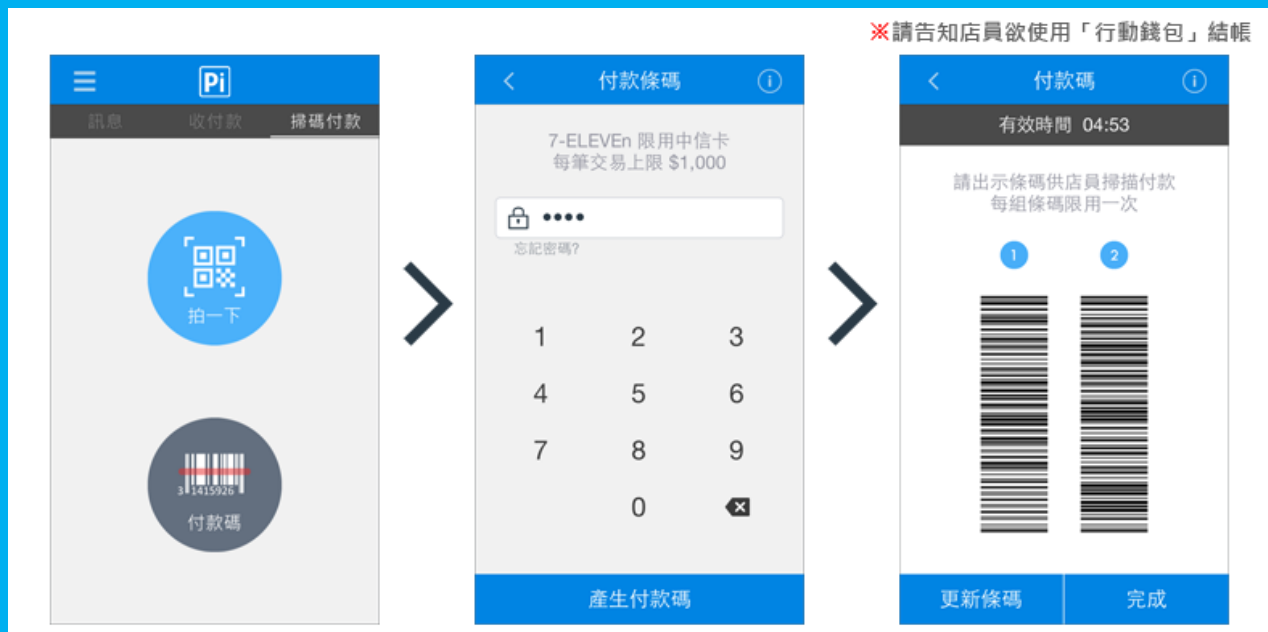 ※請告知店員欲使用「行動錢包」結帳
Pi
訊息 收付款 掃碼付款
拍一下
3 1415926
付款碼
付款條碼
7-ELEVEn 限用中信卡
每筆交易上限 $1,000
••••
忘記密碼?
1 2 3
4 5 6
7 8 9
0
產生付款碼
付款碼
有效時間 04:53
請出示條碼供店員掃描付款
每組條碼限用一次
1 2
更新條碼 完成